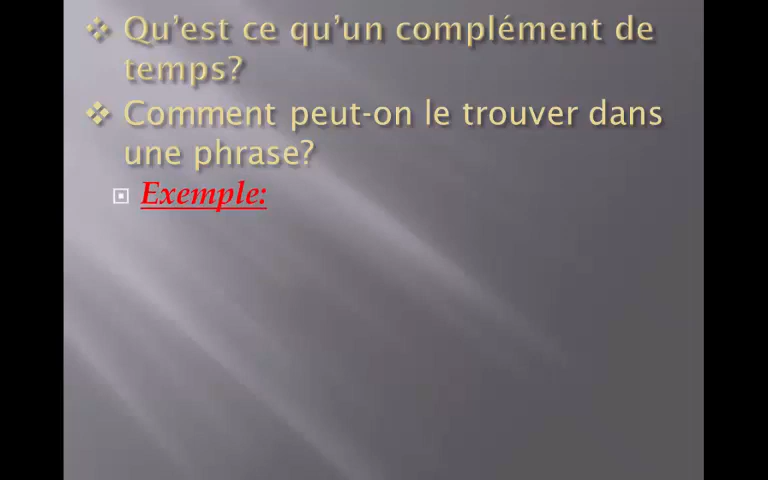 Qu’est ce qu’un complément de
temps?
Comment peut-on le trouver dans
une phrase?
Exemple: